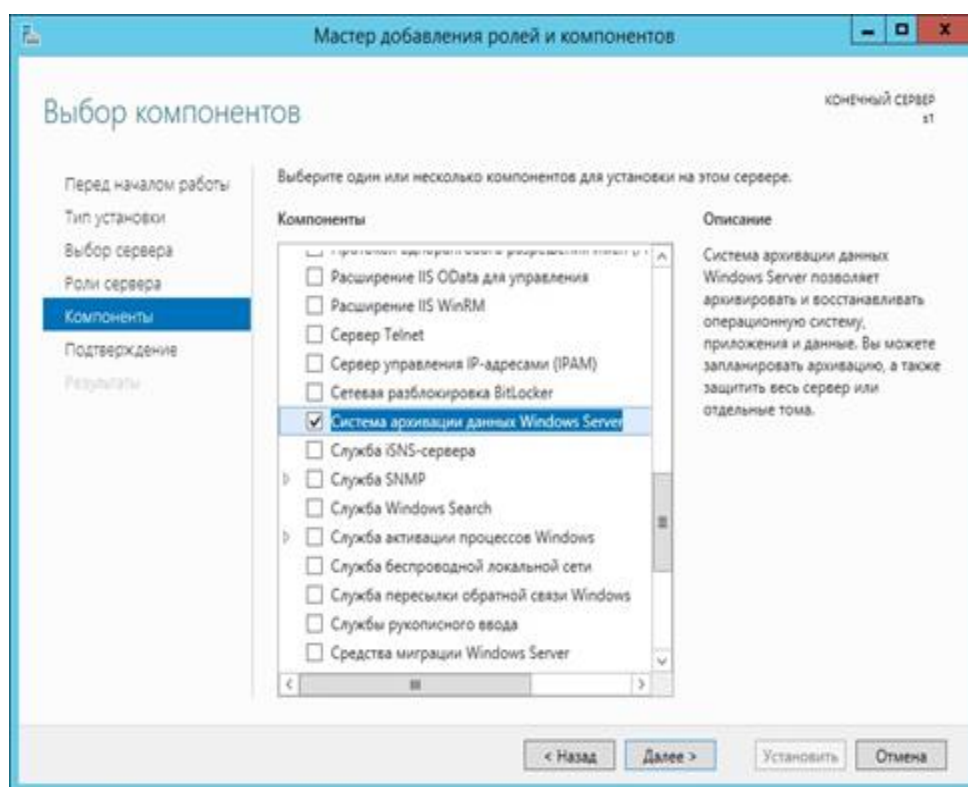 Мастер добавления ролей и компонентов
Выбор компонентов
КОНЕЧНЫЙ СЕРВЕР
s1
Перед началом работы
Тип установки
Выбор сервера
Роли сервера
Компоненты
Подтверждение
Результаты
Выберите один или несколько компонентов для установки на этом сервере.
Компоненты
Расширение IIS OData для управления
Расширение IIS WinRM
Сервер Telnet
Сервер управления IP-адресами (IPAM)
Сетевая разблокировка BitLocker
Система архивации данных Windows Server
Служба iSNS-сервера
Служба SNMP
Служба Windows Search
Служба активации процессов Windows
Служба беспроводной локальной сети
Служба пересылки обратной связи Windows
Службы рукописного ввода
Средства миграции Windows Server
Описание
Система архивации данных
Windows Server позволяет
архивировать и восстанавливать
операционную систему,
приложения и данные. Вы можете
запланировать архивацию, а также
защитить весь сервер или
отдельные тома.
< Назад
Далее >
Установить
Отмена